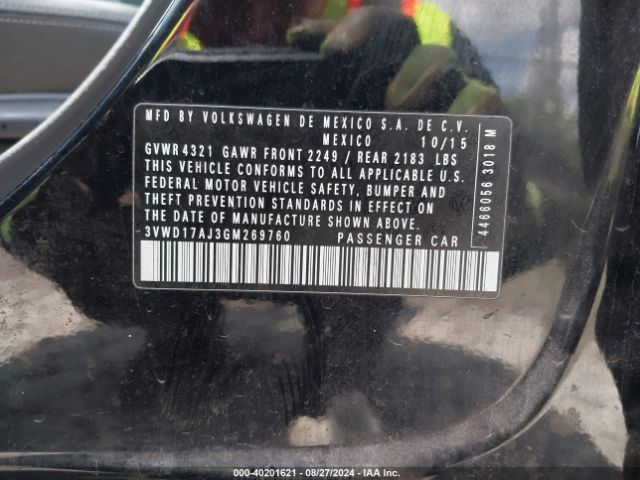 MFD BY VOLKSWAGEN DE MEXICO S.A. DE C.V.
MEXICO 10/15
GVWR 4321 GAWR FRONT 2249 / REAR 2183 LBS
THIS VEHICLE CONFORMS TO ALL APPLICABLE U.S.
FEDERAL MOTOR VEHICLE SAFETY, BUMPER AND
THEFT PREVENTION STANDARDS IN EFFECT ON
THE DATE OF MANUFACTURE SHOWN ABOVE.
3VWD17AJ3GM269760 PASSENGER CAR
4466056 3018 M
000-40201621 - 08/27/2024 - IAA Inc.